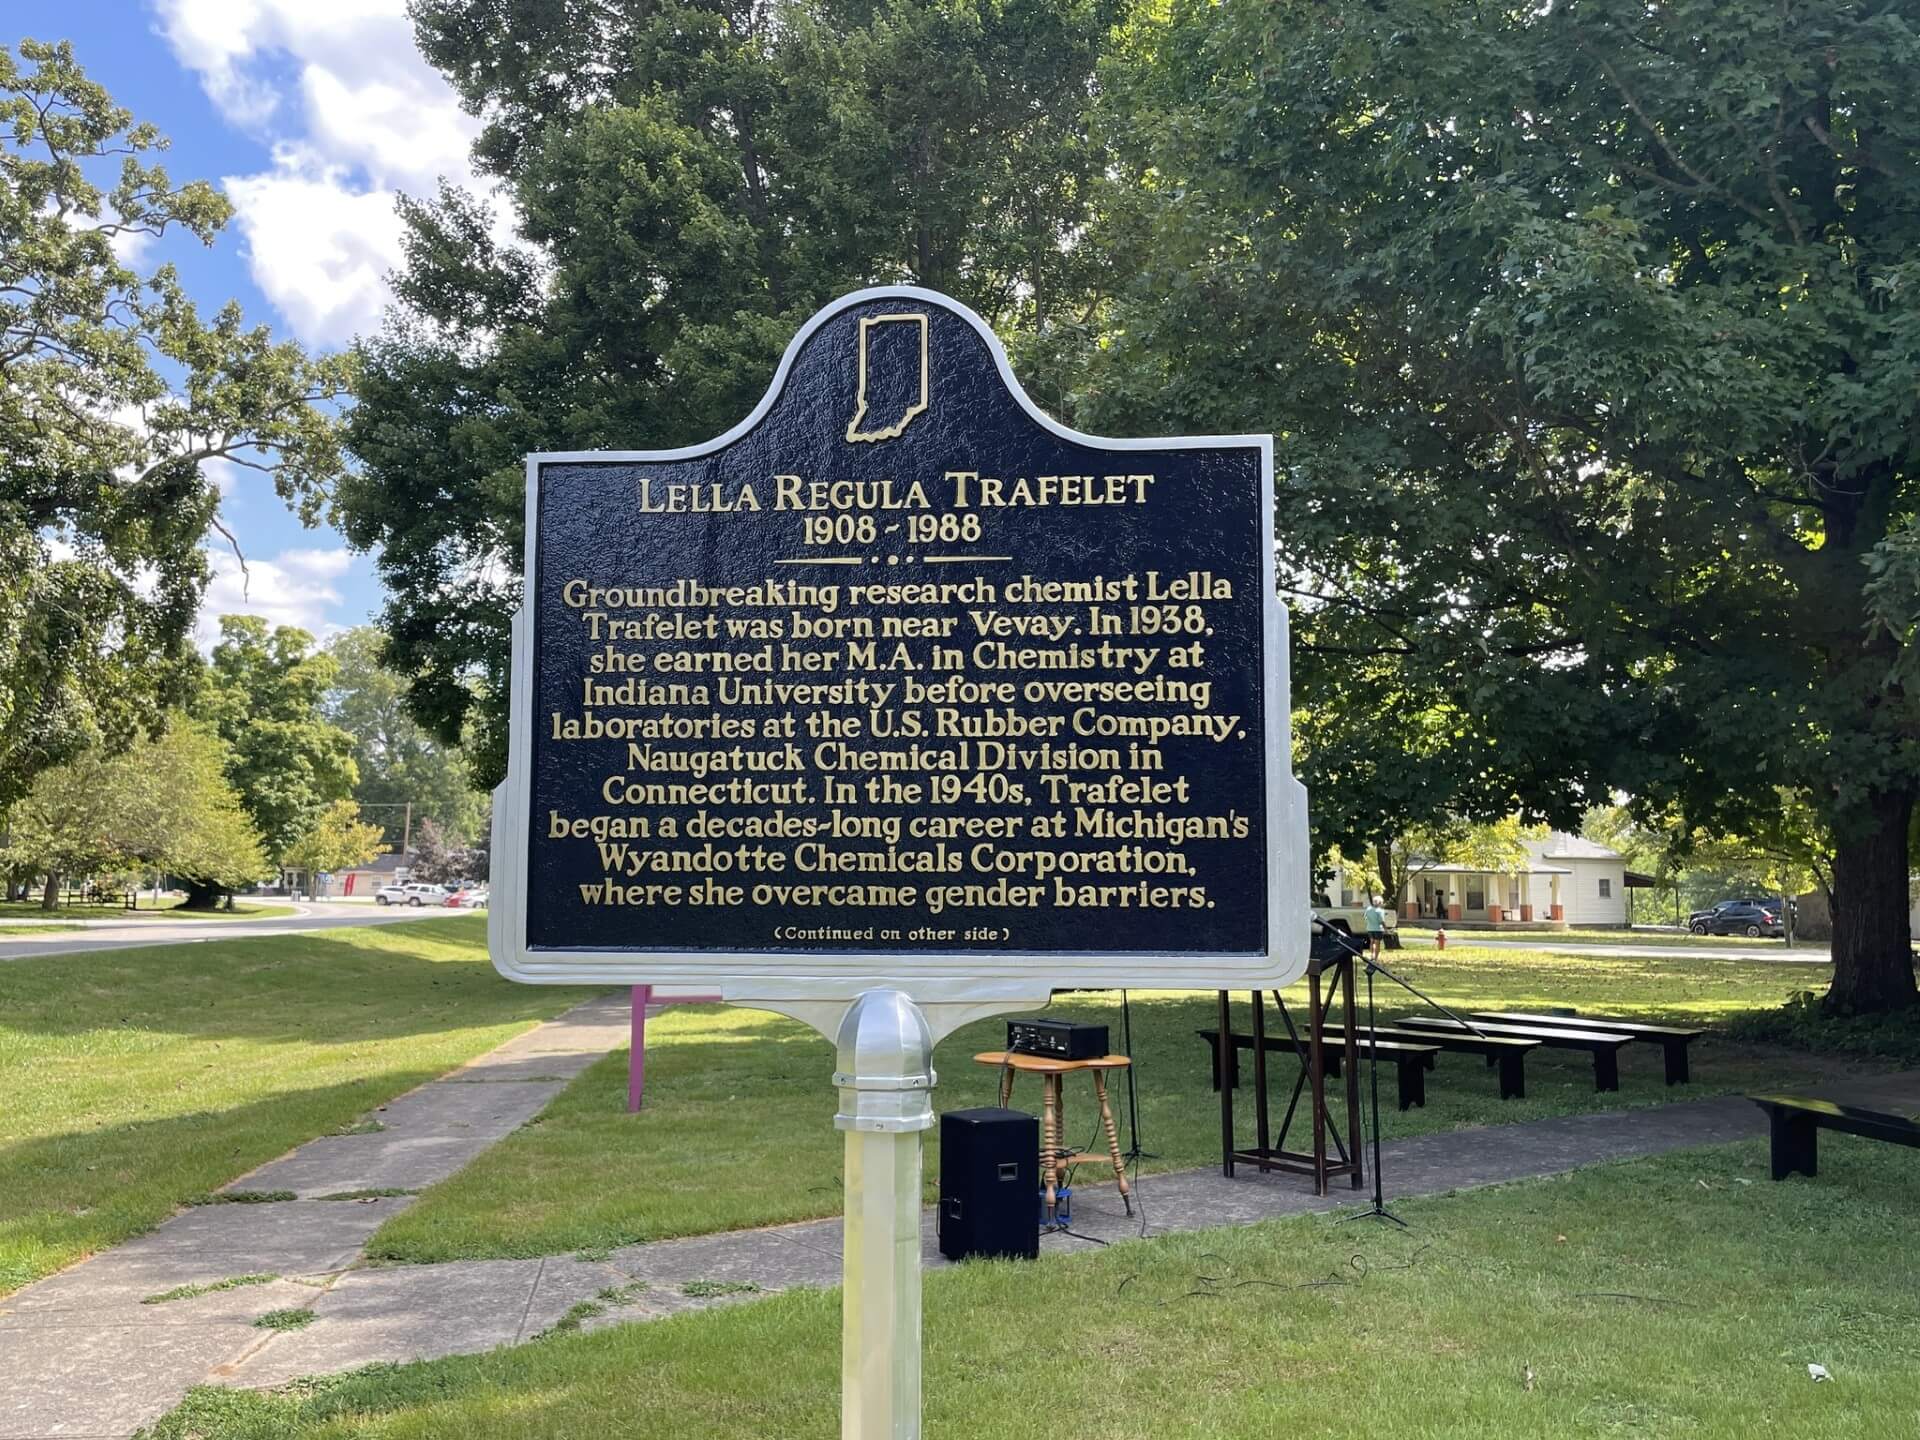 LELLA REGULA TRAFELET
1908 ~ 1988
Groundbreaking research chemist Lella
Trafelet was born near Vevay. In 1938,
she earned her M.A. in Chemistry at
Indiana University before overseeing
laboratories at the U.S. Rubber Company,
Naugatuck Chemical Division in
Connecticut. In the 1940s, Trafelet
began a decades-long career at Michigan's
Wyandotte Chemicals Corporation,
where she overcame gender barriers.
(Continued on other side)